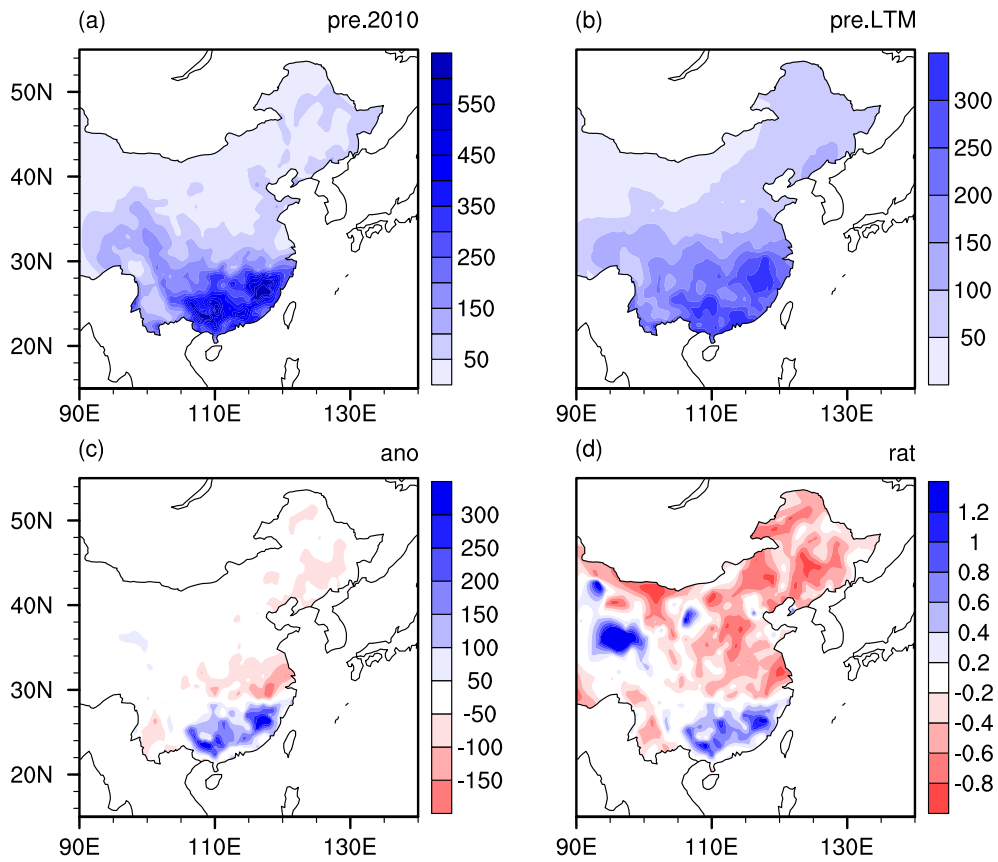 (a) pre.2010
50N
40N
30N
20N
90E 110E 130E
550
450
350
250
150
50
(b) pre.LTM
90E 110E 130E
300
250
200
150
100
50
(c) ano
50N
40N
30N
20N
90E 110E 130E
300
250
200
150
100
50
-50
-100
-150
(d) rat
90E 110E 130E
1.2
1
0.8
0.6
0.4
0.2
-0.2
-0.4
-0.6
-0.8